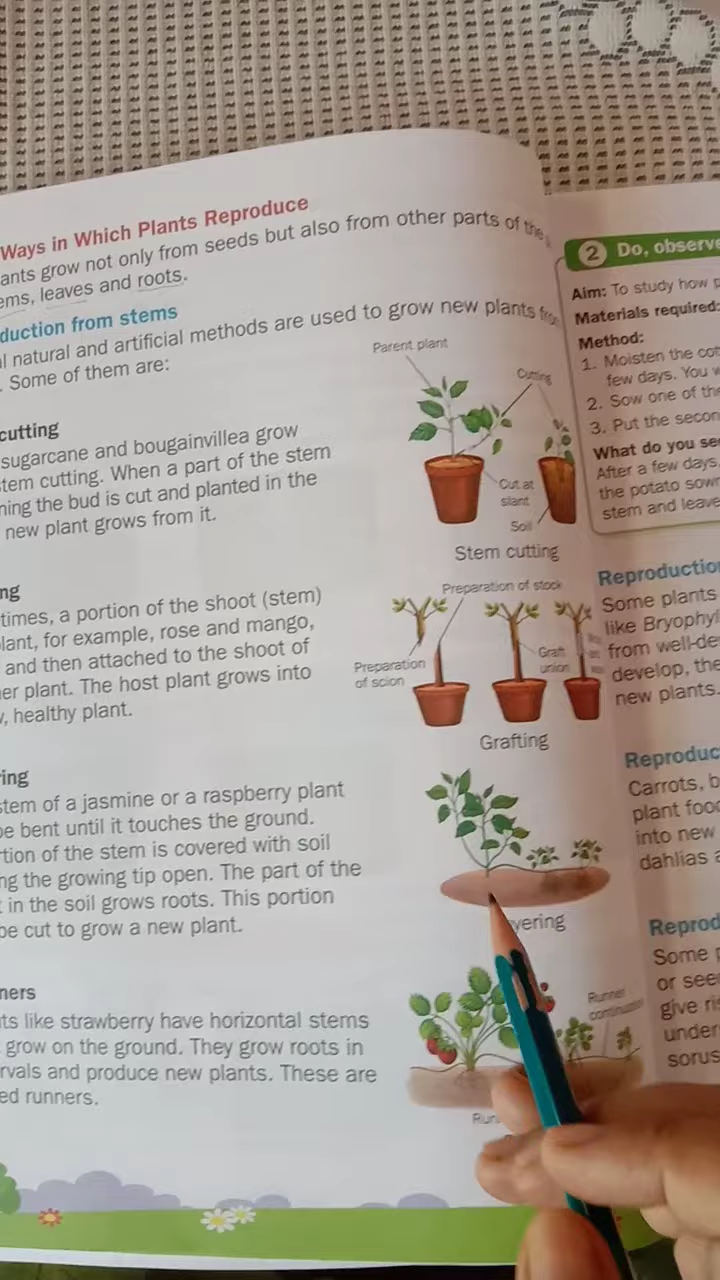 Ways in Which Plants Reproduce
ants grow not only from seeds but also from other parts of the
ems, leaves and roots.
duction from stems
l natural and artificial methods are used to grow new plants fro
. Some of them are:
cutting
sugarcane and bougainvillea grow
tem cutting. When a part of the stem
ning the bud is cut and planted in the
new plant grows from it.
Parent plant
Cutting
Cut at
slant
Soil
Stem cutting
ng
times, a portion of the shoot (stem)
lant, for example, rose and mango,
and then attached to the shoot of
er plant. The host plant grows into
, healthy plant.
Preparation of stock
Preparation
of scion
Graft
union
Grafting
ring
stem of a jasmine or a raspberry plant
be bent until it touches the ground.
tion of the stem is covered with soil
ng the growing tip open. The part of the
t in the soil grows roots. This portion
be cut to grow a new plant.
yering
ners
ts like strawberry have horizontal stems
grow on the ground. They grow roots in
rvals and produce new plants. These are
ed runners.
Runner
Run
2 Do, observe
Aim: To study how p
Materials required:
Method:
1. Moisten the cot
few days. You w
2. Sow one of the
3. Put the secon
What do you see
After a few days,
the potato sown
stem and leave
Reproduction
Some plants
like Bryophyl
from well-de
develop, the
new plants.
Reproduc
Carrots, b
plant food
into new
dahlias a
Reprod
Some p
or see
give ris
under
sorus